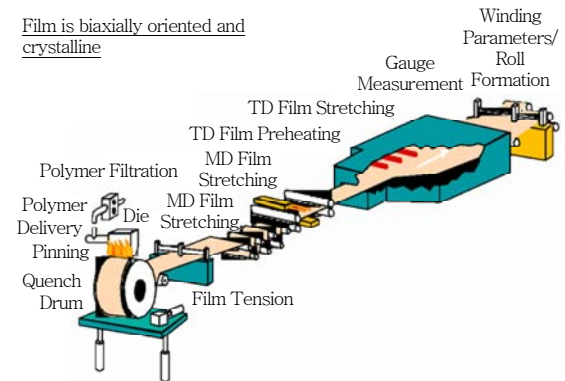 Film is biaxially oriented and
crystalline
Winding
Parameters/
Roll
Formation
Gauge
Measurement
TD Film Stretching
TD Film Preheating
MD Film
Stretching
Polymer Filtration
MD Film
Stretching
Polymer
Delivery
Die
Pinning
Quench
Drum
Film Tension